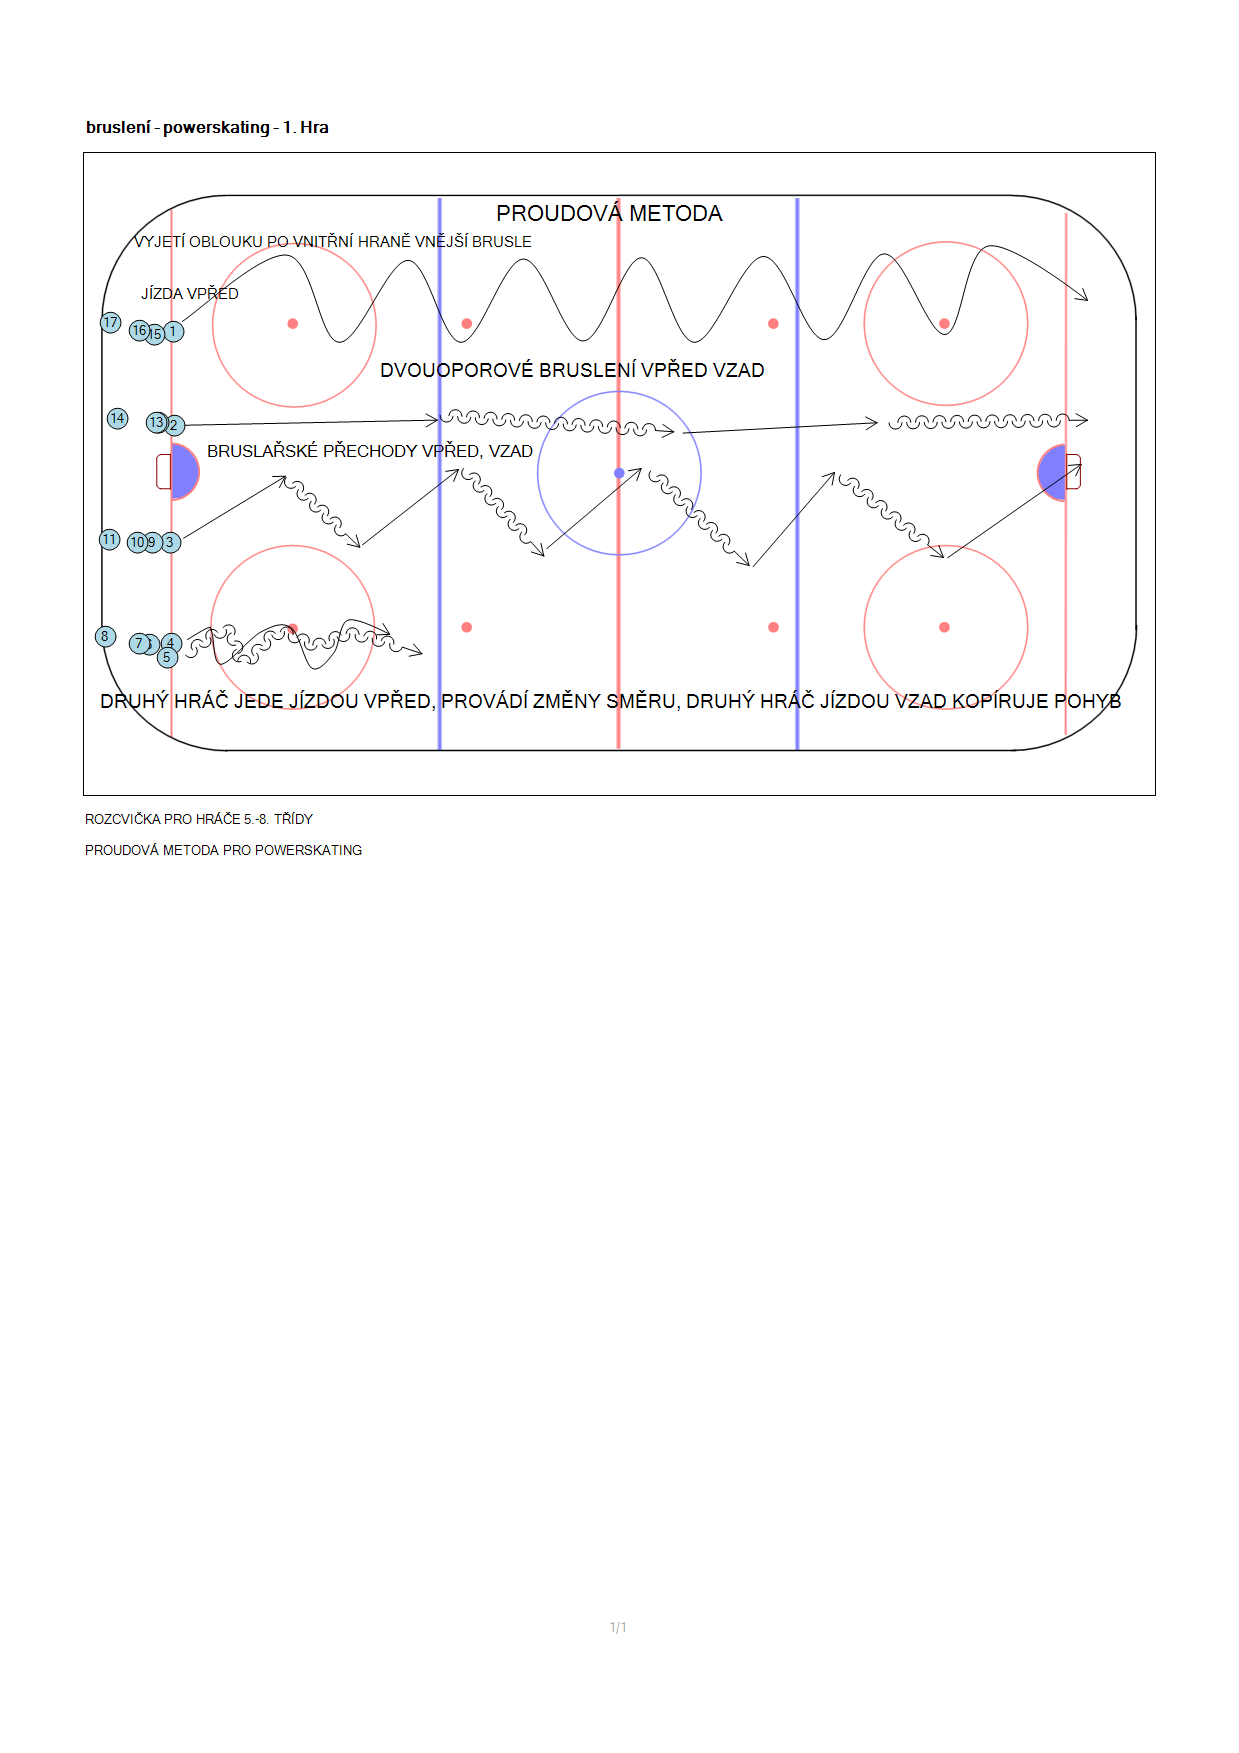 bruslení - powerskating - 1. Hra
PROUDOVÁ METODA
VYJETÍ OBLOUKU PO VNITŘNÍ HRANĚ VNĚJŠÍ BRUSLE
JÍZDA VPŘED
17 16 15 1
DVOUOPOROVÉ BRUSLENÍ VPŘED VZAD
14 13 2
BRUSLAŘSKÉ PŘECHODY VPŘED, VZAD
11 10 9 3
8 7 4
5
DRUHÝ HRÁČ JEDE JÍZDOU VPŘED, PROVÁDÍ ZMĚNY SMĚRU, DRUHÝ HRÁČ JÍZDOU VZAD KOPÍRUJE POHYB
ROZCVIČKA PRO HRÁČE 5.-8. TŘÍDY
PROUDOVÁ METODA PRO POWERSKATING
1/1